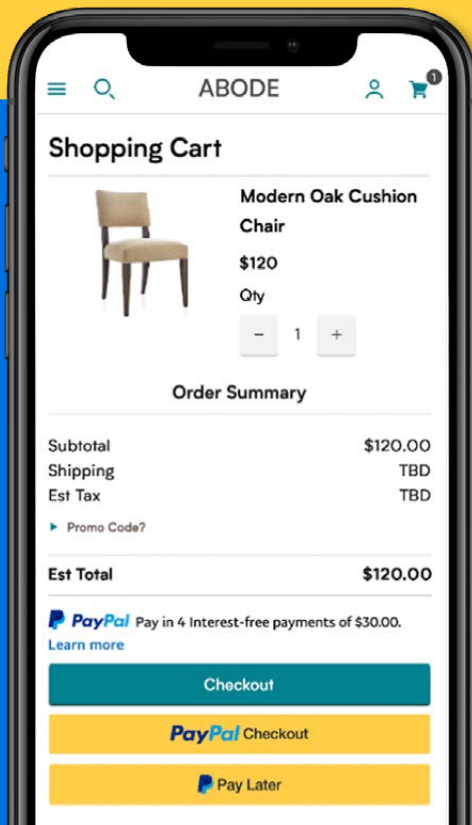 ABODE
1
Shopping Cart
Modern Oak Cushion
Chair
$120
Qty
- 1 +
Order Summary
Subtotal $120.00
Shipping TBD
Est Tax TBD
Promo Code?
Est Total $120.00
PayPal Pay in 4 Interest-free payments of $30.00.
Learn more
Checkout
PayPal Checkout
Pay Later